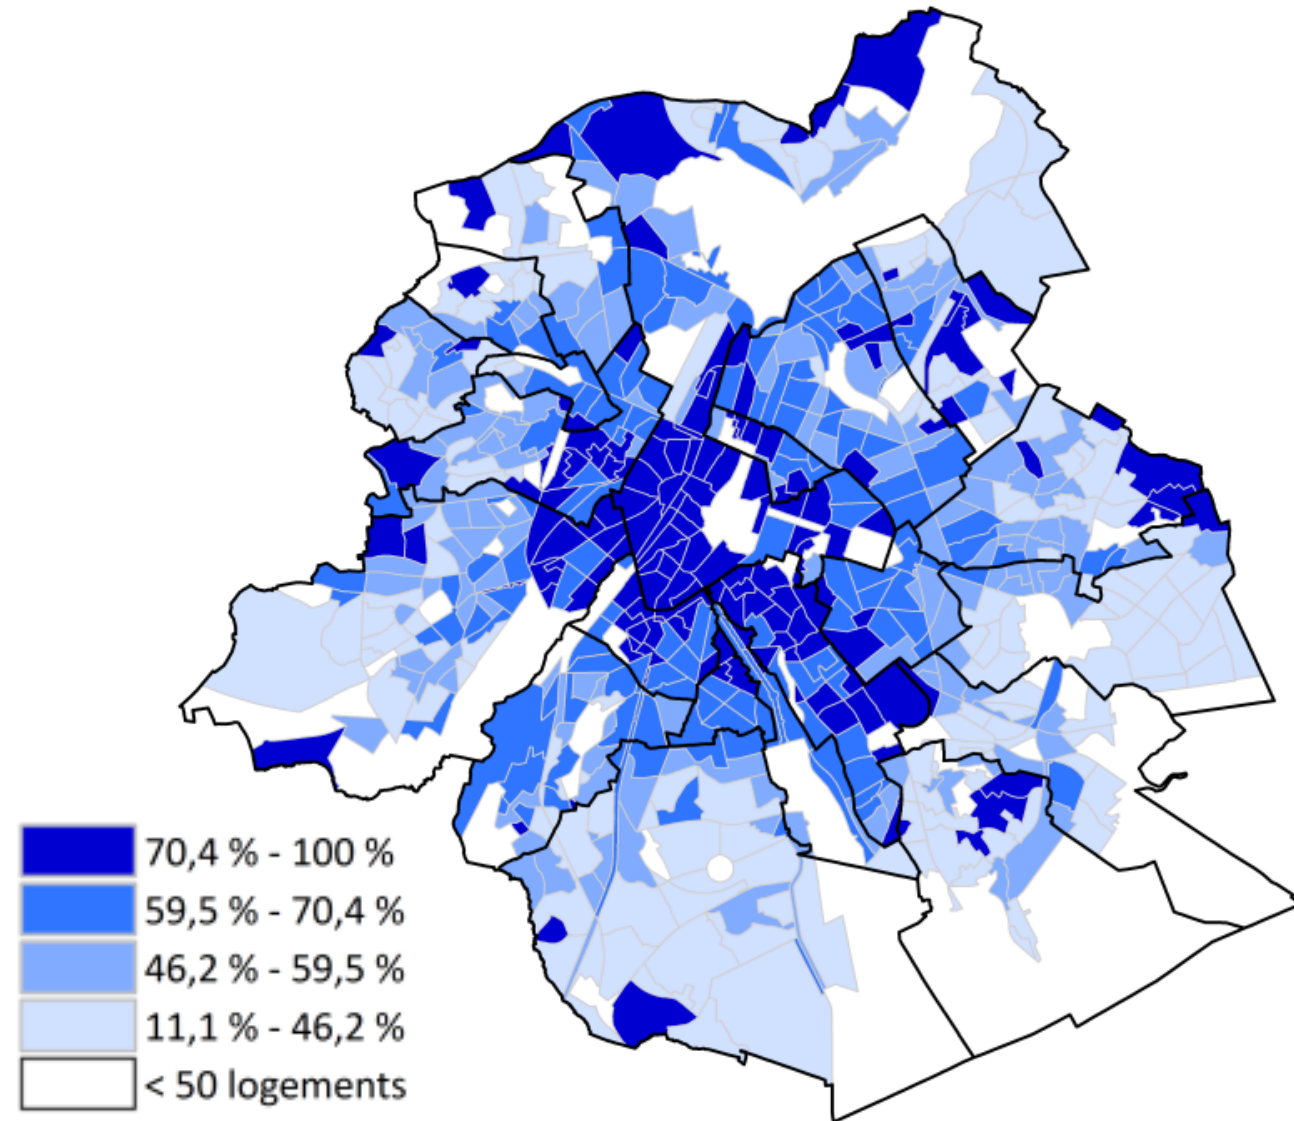 70,4 % - 100 %
59,5 % - 70,4 %
46,2 % - 59,5 %
11,1 % - 46,2 %
< 50 logements